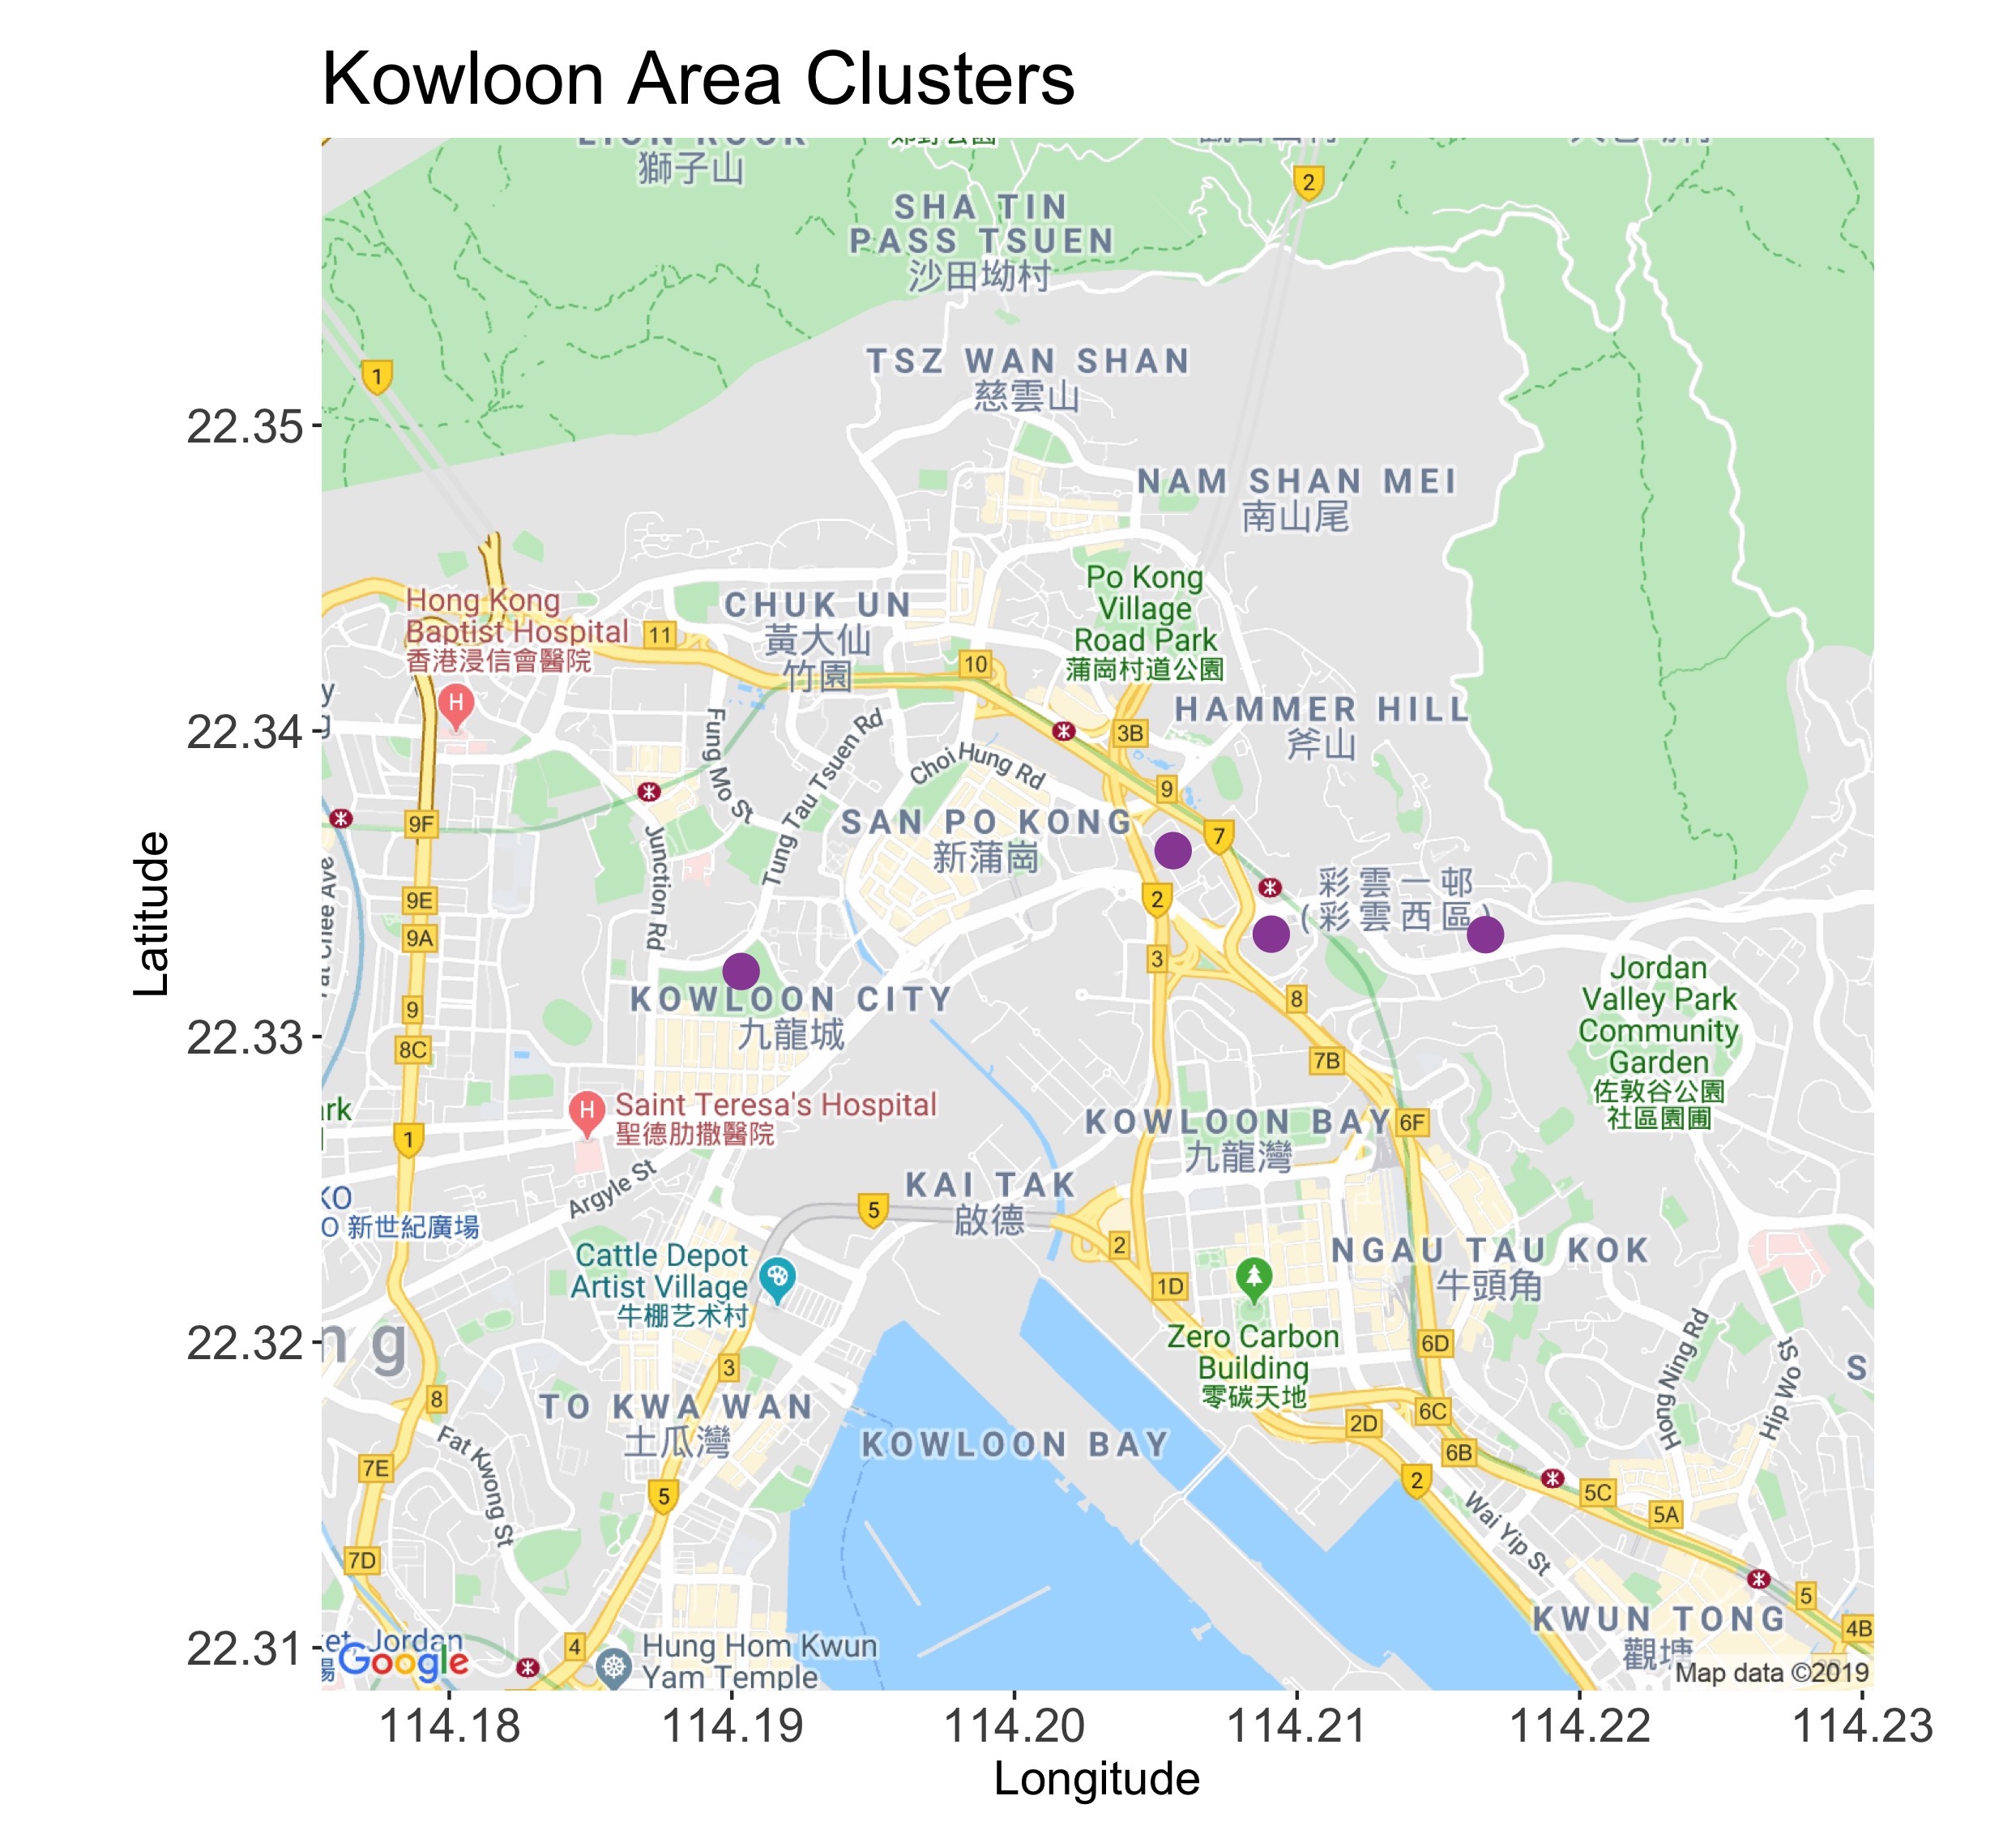 Kowloon Area Clusters
獅子山
SHA TIN
PASS TSUEN
沙田坳村
2
1
TSZ WAN SHAN
慈雲山
22.35
NAM SHAN MEI
南山尾
Po Kong
Village
Road Park
蒲崗村道公園
Hong Kong
Baptist Hospital
香港浸信會醫院
H
11
CHUK UN
黃大仙
竹園
10
HAMMER HILL
斧山
3B
22.34
Fung Mo St
Tung Tau Tsuen Rd
Choi Hung Rd
9
9F
Junction Rd
SAN PO KONG
新蒲崗
7
彩雲一邨
(彩雲西區)
2
9E
9A
3
Latitude
KOWLOON CITY
九龍城
8
Jordan
Valley Park
Community
Garden
佐敦谷公園
社區園圃
9
8C
22.33
7B
H
Saint Teresa's Hospital
聖德肋撒醫院
1
KOWLOON BAY
九龍灣
6F
Argyle St
KAI TAK
啟德
5
新世紀廣場
2
Cattle Depot
Artist Village
牛棚艺术村
1D
NGAU TAU KOK
牛頭角
22.32
Zero Carbon
Building
零碳天地
6D
3
Hong Ning Rd
Hip Wo St
S
8
TO KWA WAN
土瓜灣
KOWLOON BAY
2D
6C
6B
Fat Kwong St
7E
5
2
5C
5A
Wai Yip St
7D
5
KWUN TONG
觀塘
4B
22.31
Jordan
Google
4
Hung Hom Kwun
Yam Temple
Map data ©2019
114.18
114.19
114.20
114.21
114.22
114.23
Longitude